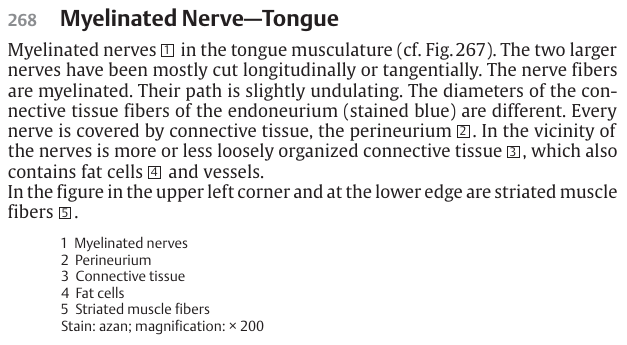 268 Myelinated Nerve—Tongue
Myelinated nerves 1 in the tongue musculature (cf. Fig. 267). The two larger
nerves have been mostly cut longitudinally or tangentially. The nerve fibers
are myelinated. Their path is slightly undulating. The diameters of the con-
nective tissue fibers of the endoneurium (stained blue) are different. Every
nerve is covered by connective tissue, the perineurium 2. In the vicinity of
the nerves is more or less loosely organized connective tissue 3, which also
contains fat cells 4 and vessels.
In the figure in the upper left corner and at the lower edge are striated muscle
fibers 5.
1 Myelinated nerves
2 Perineurium
3 Connective tissue
4 Fat cells
5 Striated muscle fibers
Stain: azan; magnification: × 200